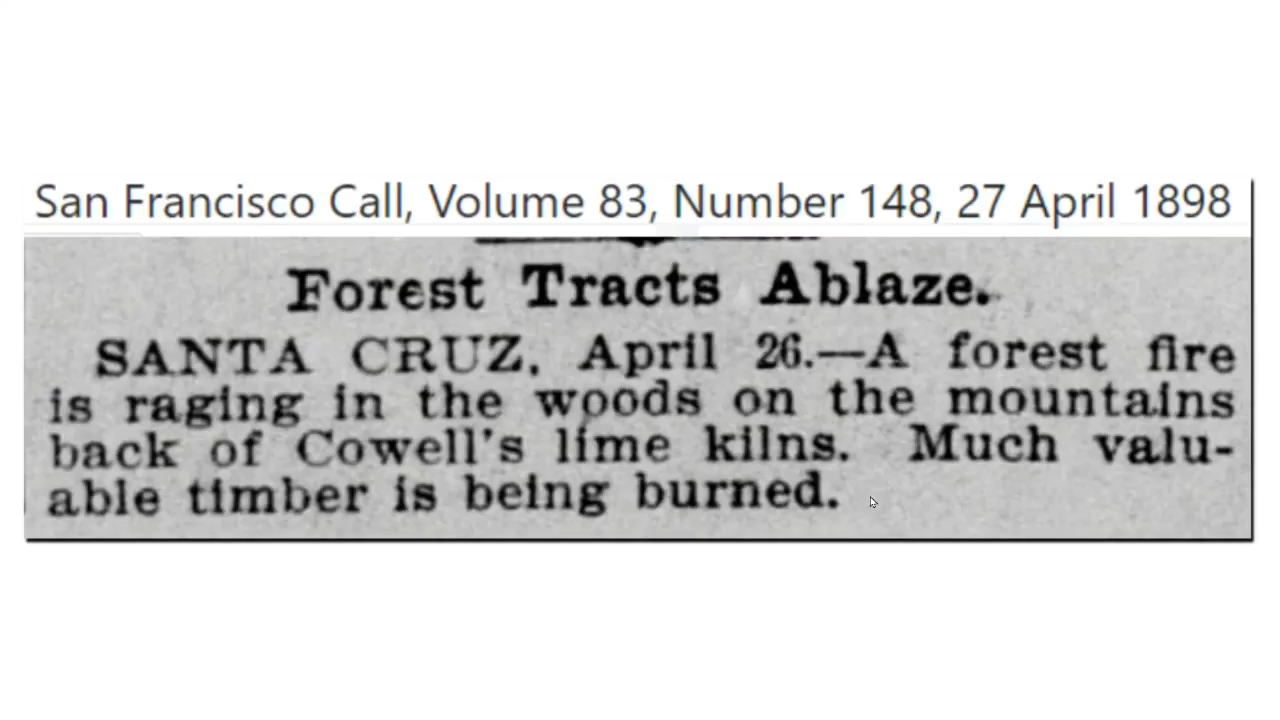 San Francisco Call, Volume 83, Number 148, 27 April 1898
Forest Tracts Ablaze.
SANTA CRUZ, April 26.—A forest fire
is raging in the woods on the mountains
back of Cowell's lime kilns. Much valu-
able timber is being burned.